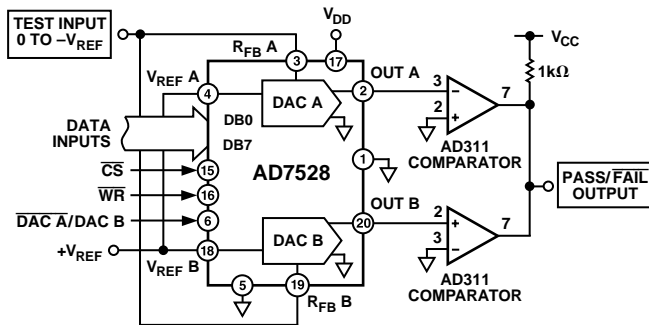 TEST INPUT
0 TO –VREF
VDD
VCC
RFB A
3
17
1kΩ
VREF A
OUT A
4
DAC A
2
3
–
7
2
+
DB0
DATA
INPUTS
DB7
AD311
COMPARATOR
1
CS
15
AD7528
WR
16
PASS/FAIL
OUTPUT
DAC A/DAC B
6
OUT B
20
2
+
7
3
–
+VREF
18
DAC B
VREF B
AD311
COMPARATOR
5
19
RFB B